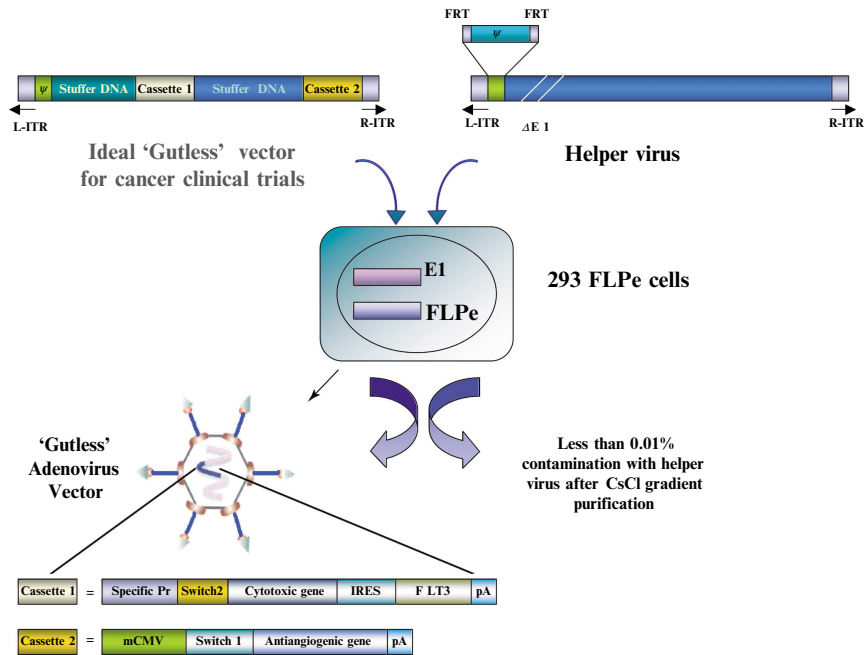 FRT FRT
ψ
ψ Stuffer DNA Cassette 1 Stuffer DNA Cassette 2
L-ITR R-ITR
L-ITR ΔE 1 R-ITR
Ideal ‘Gutless’ vector
for cancer clinical trials
Helper virus
E1
FLPe
293 FLPe cells
‘Gutless’
Adenovirus
Vector
Less than 0.01%
contamination with helper
virus after CsCl gradient
purification
Cassette 1 = Specific Pr Switch2 Cytotoxic gene IRES F LT3 pA
Cassette 2 = mCMV Switch 1 Antiangiogenic gene pA